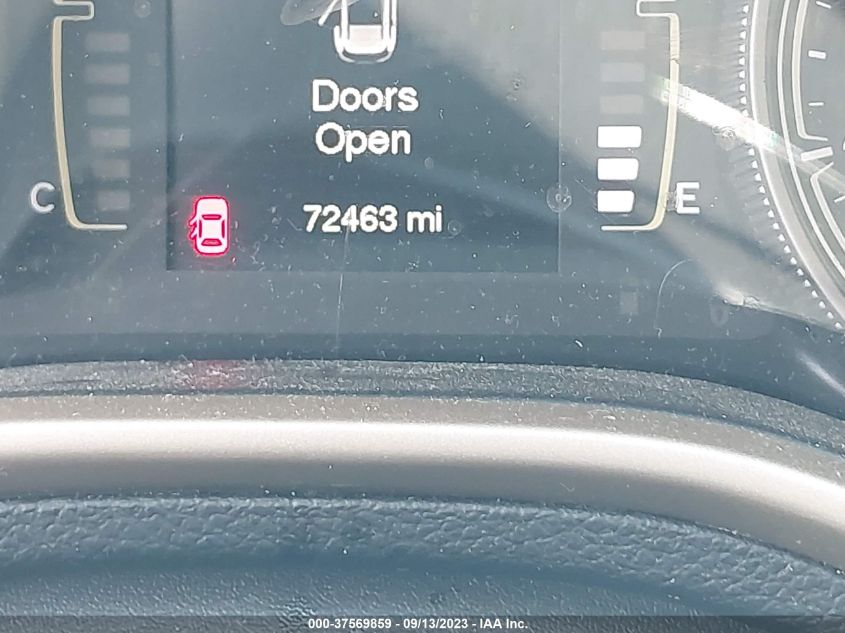 Doors
Open
C
E
72463 mi
000-37569859 - 09/13/2023 - IAA Inc.